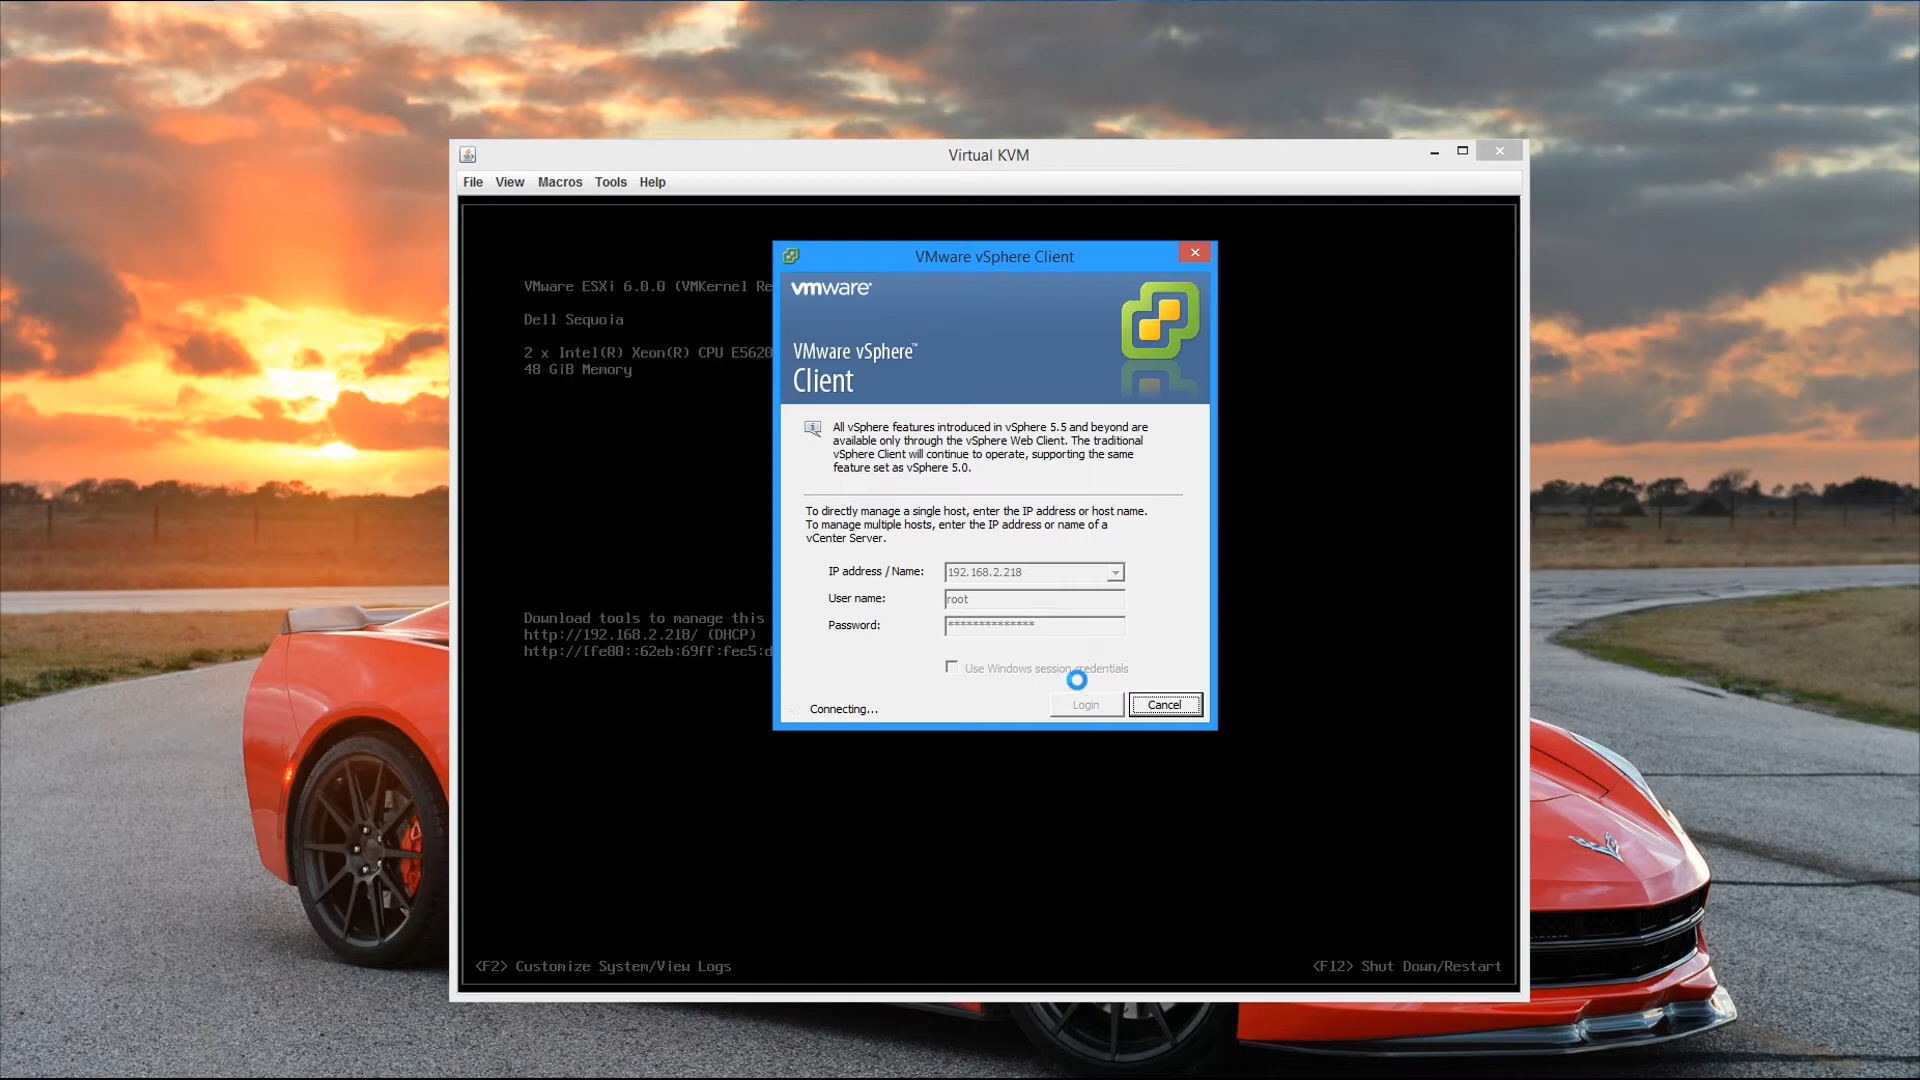 Virtual KVM
File View Macros Tools Help
VMware ESXi 6.0.0 (VMKernel Re
Dell Sequoia
2 x Intel(R) Xeon(R) CPU E5620
48 GiB Memory
Download tools to manage this
http://192.168.2.218/ (DHCP)
http://[fe80::62eb:69ff:fec5:d
<F2> Customize System/View Logs
<F12> Shut Down/Restart
VMware vSphere Client
vmware®
VMware vSphere™
Client
All vSphere features introduced in vSphere 5.5 and beyond are
available only through the vSphere Web Client. The traditional
vSphere Client will continue to operate, supporting the same
feature set as vSphere 5.0.
To directly manage a single host, enter the IP address or host name.
To manage multiple hosts, enter the IP address or name of a
vCenter Server.
IP address / Name: 192.168.2.218
User name: root
Password: **************
Use Windows session credentials
Connecting... Login Cancel